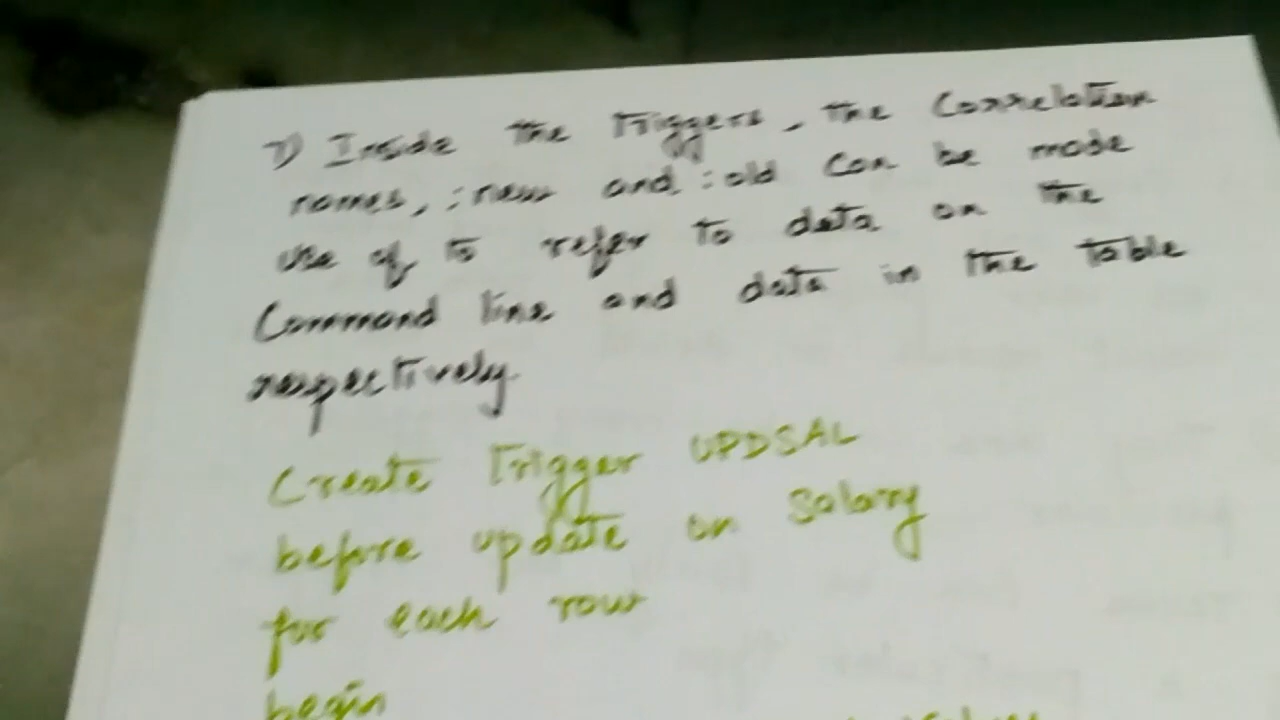 7) Inside the Triggers, the Correlation
names, :new and :old can be made
use of to refer to data on the
Command line and data in the table
respectively
Create Trigger UPDSAL
before update on Salary
for each row
begin